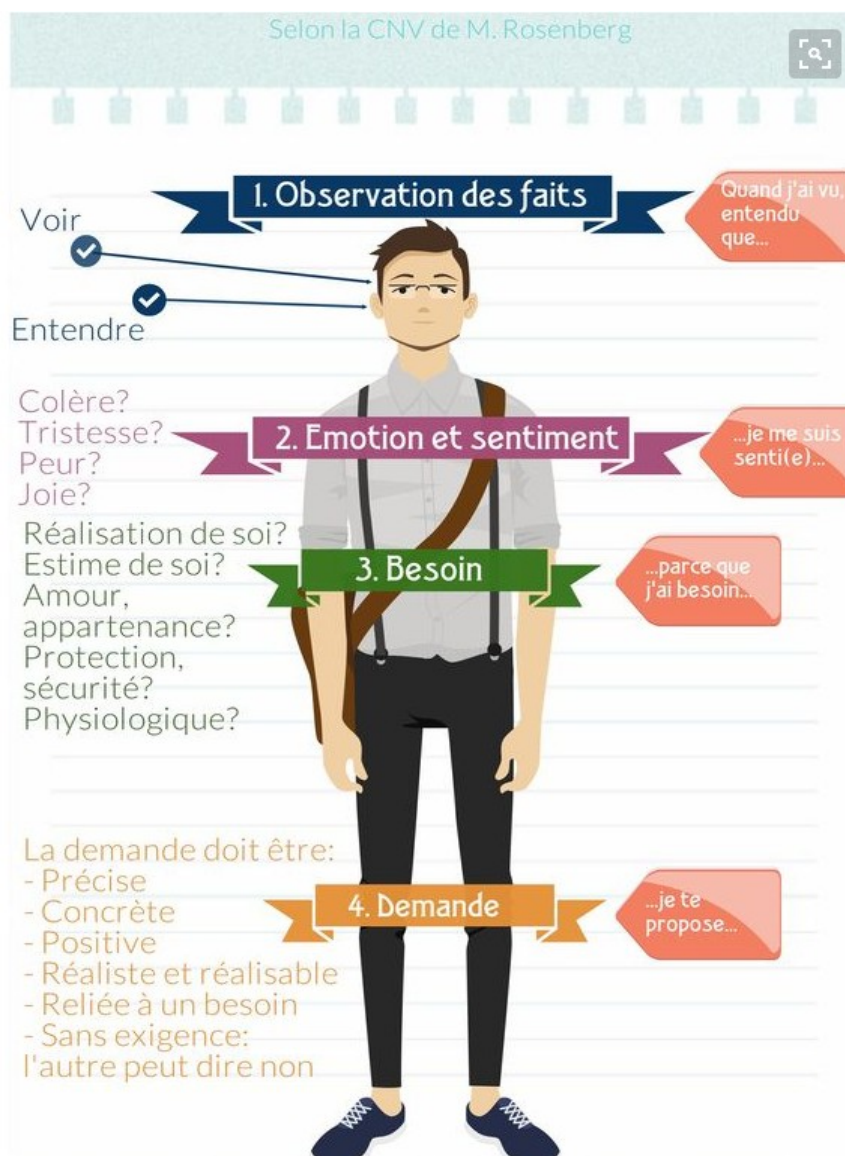 Selon la CNV de M. Rosenberg
1. Observation des faits
Quand j'ai vu,
entendu
que...
Voir
Entendre
Colère?
Tristesse?
Peur?
Joie?
2. Emotion et sentiment
...je me suis
senti(e)...
Réalisation de soi?
Estime de soi?
Amour,
appartenance?
Protection,
sécurité?
Physiologique?
3. Besoin
...parce que
j'ai besoin...
La demande doit être:
- Précise
- Concrète
- Positive
- Réaliste et réalisable
- Reliée à un besoin
- Sans exigence:
l'autre peut dire non
4. Demande
...je te
propose...